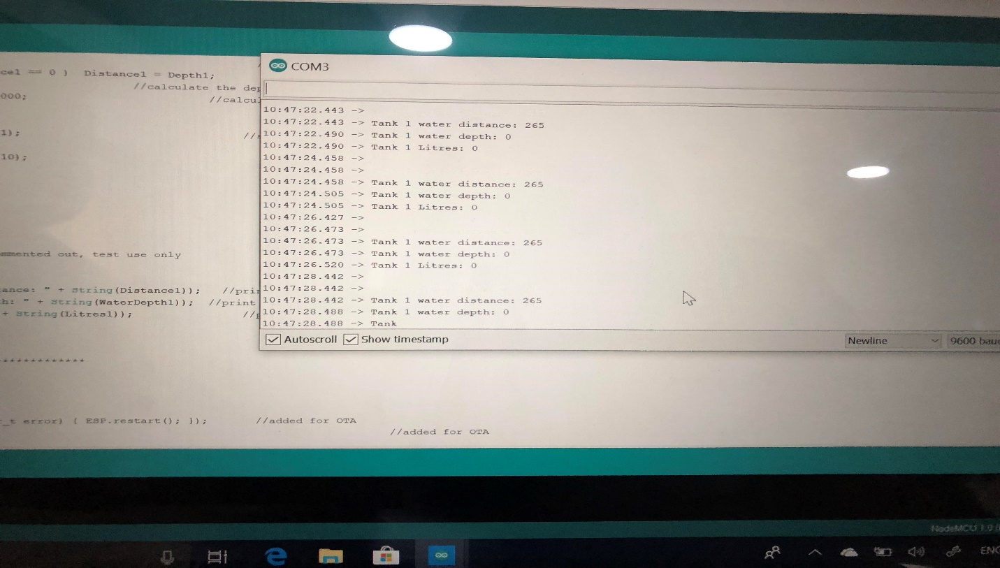 cel == 0 )  Distance1 = Depth1;
//calculate the dep
000;
//calcul
1);
//s
10);
mmented out, test use only
ance: " + String(Distance1));   //prin
h: " + String(WaterDepth1));  //print
+ String(Litres1));
//p
************
_t error) { ESP.restart(); });   //added for OTA
//added for OTA
COM3
10:47:22.443 ->
10:47:22.443 -> Tank 1 water distance: 265
10:47:22.490 -> Tank 1 water depth: 0
10:47:22.490 -> Tank 1 Litres: 0
10:47:24.458 ->
10:47:24.458 ->
10:47:24.458 -> Tank 1 water distance: 265
10:47:24.505 -> Tank 1 water depth: 0
10:47:24.505 -> Tank 1 Litres: 0
10:47:26.427 ->
10:47:26.473 ->
10:47:26.473 -> Tank 1 water distance: 265
10:47:26.473 -> Tank 1 water depth: 0
10:47:26.520 -> Tank 1 Litres: 0
10:47:28.442 ->
10:47:28.442 ->
10:47:28.442 -> Tank 1 water distance: 265
10:47:28.488 -> Tank 1 water depth: 0
10:47:28.488 -> Tank
Autoscroll Show timestamp
Newline
9600 bau
NodeMCU 1.0 (
ENG